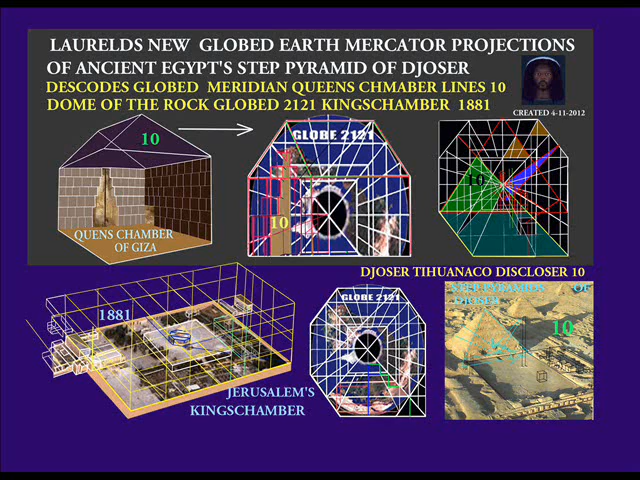 LAURELDS NEW GLOBED EARTH MERCATOR PROJECTIONS
OF ANCIENT EGYPT'S STEP PYRAMID OF DJOSER
DESCODES GLOBED MERIDIAN QUEENS CHMABER LINES 10
DOME OF THE ROCK GLOBED 2121 KINGSCHAMBER 1881
CREATED 4-11-2012
10
GLOBE 2121
10
10
QUENS CHAMBER
OF GIZA
DJOSER TIHUANACO DISCLOSER 10
1881
GLOBE 2121
STEP PYRAMIDS OF
DJOSER
10
JERUSALEM'S
KINGSCHAMBER